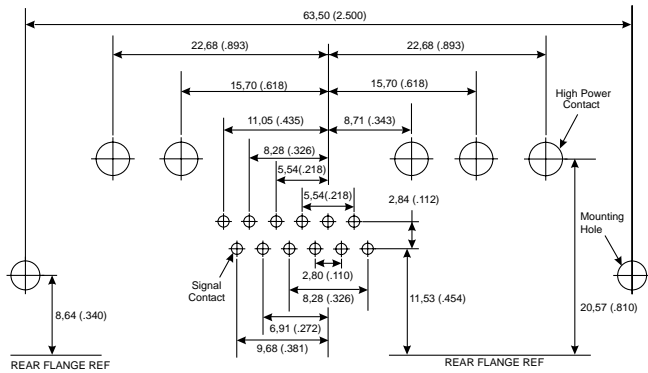 63,50 (2.500)
22,68 (.893)
22,68 (.893)
15,70 (.618)
15,70 (.618)
High Power
Contact
11,05 (.435)
8,71 (.343)
8,28 (.326)
5,54(.218)
5,54(.218)
2,84 (.112)
Mounting
Hole
Signal
Contact
2,80 (.110)
8,28 (.326)
11,53 (.454)
20,57 (.810)
8,64 (.340)
6,91 (.272)
9,68 (.381)
REAR FLANGE REF
REAR FLANGE REF